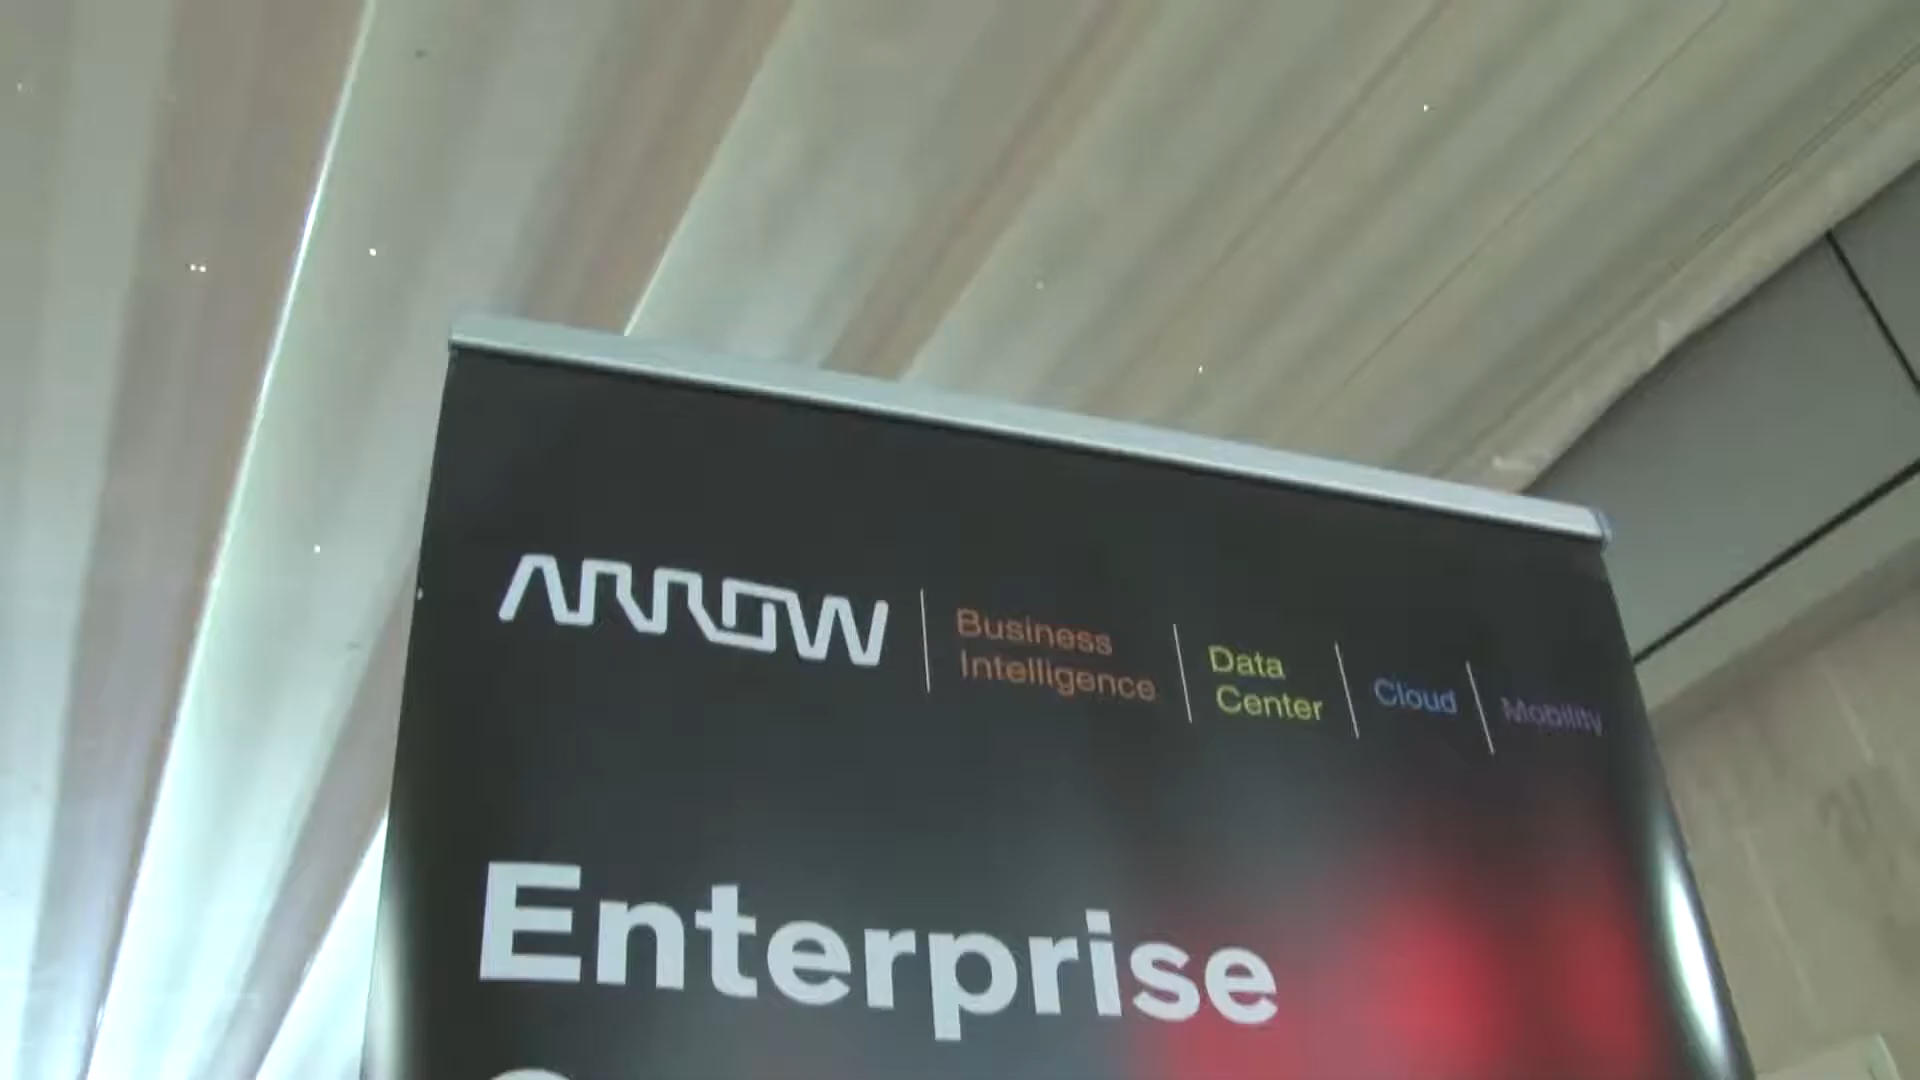 ARROW
Business
Intelligence
Data
Center
Cloud
Mobility
Enterprise